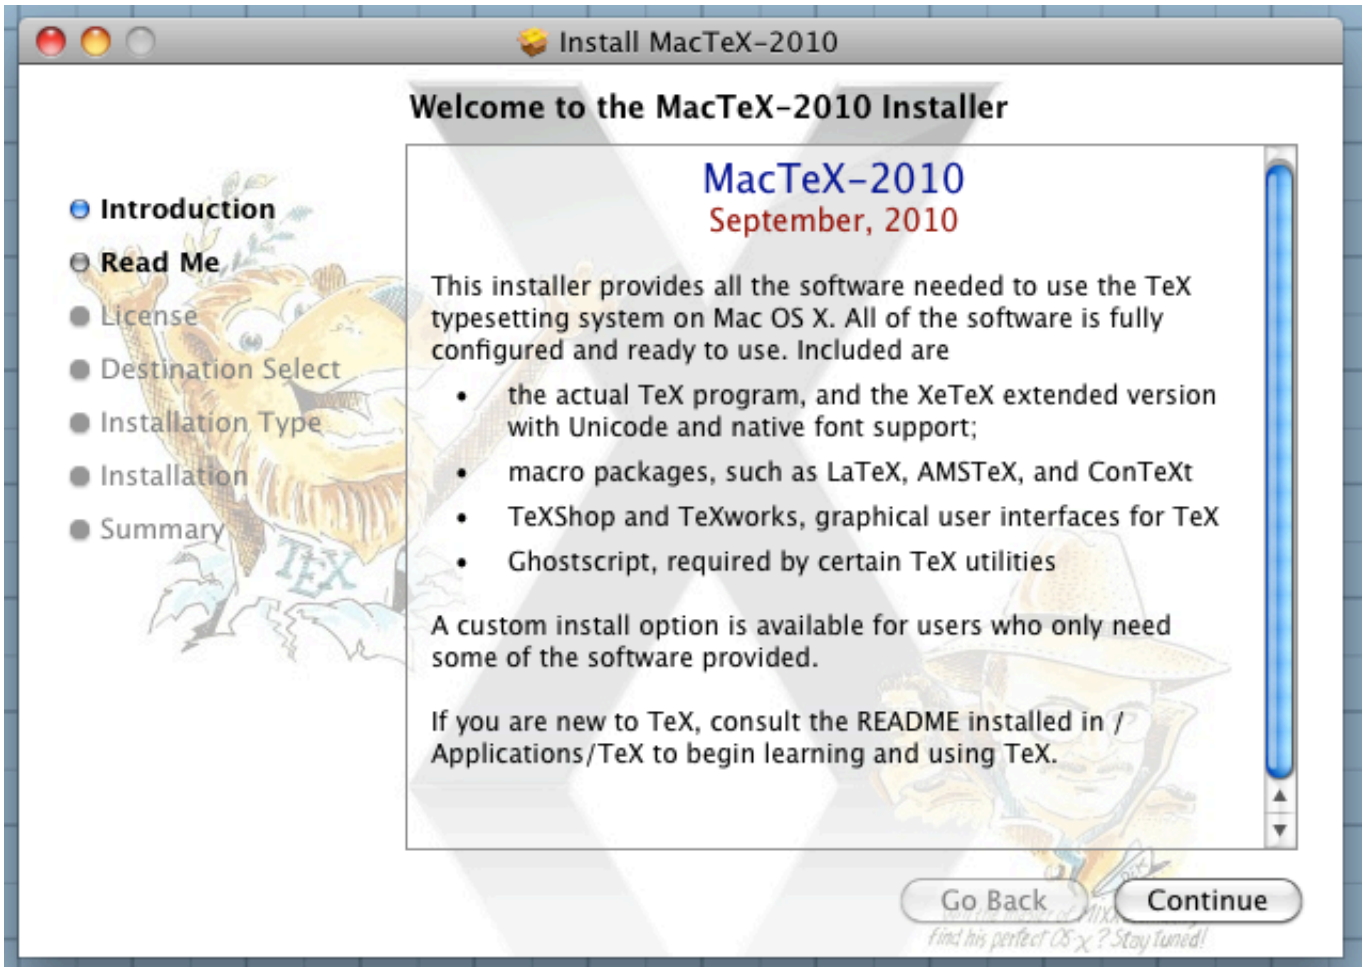 Install MacTeX-2010
Welcome to the MacTeX-2010 Installer
Introduction
Read Me
License
Destination Select
Installation Type
Installation
Summary
TEX
MacTeX-2010
September, 2010
This installer provides all the software needed to use the TeX
typesetting system on Mac OS X. All of the software is fully
configured and ready to use. Included are
• the actual TeX program, and the XeTeX extended version
with Unicode and native font support;
• macro packages, such as LaTeX, AMSTeX, and ConTeXt
• TeXShop and TeXworks, graphical user interfaces for TeX
• Ghostscript, required by certain TeX utilities
A custom install option is available for users who only need
some of the software provided.
If you are new to TeX, consult the README installed in /
Applications/TeX to begin learning and using TeX.
DEK
Go Back
Continue
find his perfect OS-X? Stay tuned!